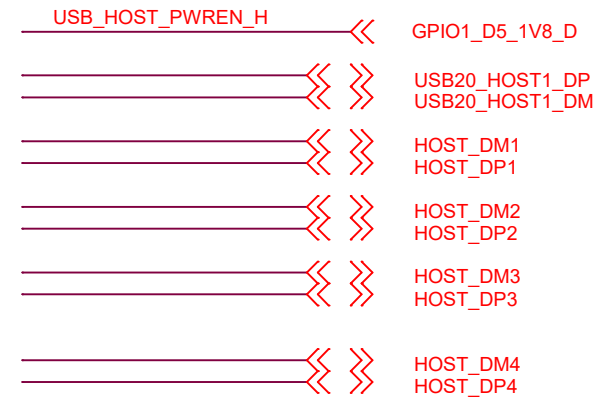 USB_HOST_PWREN_H
GPIO1_D5_1V8_D
USB20_HOST1_DP
USB20_HOST1_DM
HOST_DM1
HOST_DP1
HOST_DM2
HOST_DP2
HOST_DM3
HOST_DP3
HOST_DM4
HOST_DP4